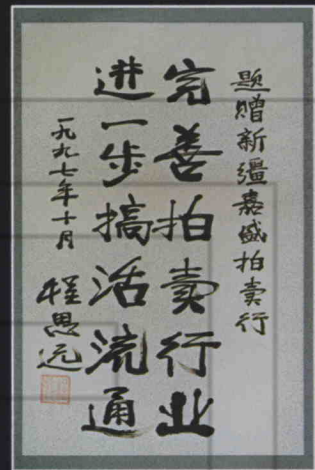 题赠新疆嘉盛拍卖行
完善拍卖行业
进一步搞活流通
一九九七年十月
程思远